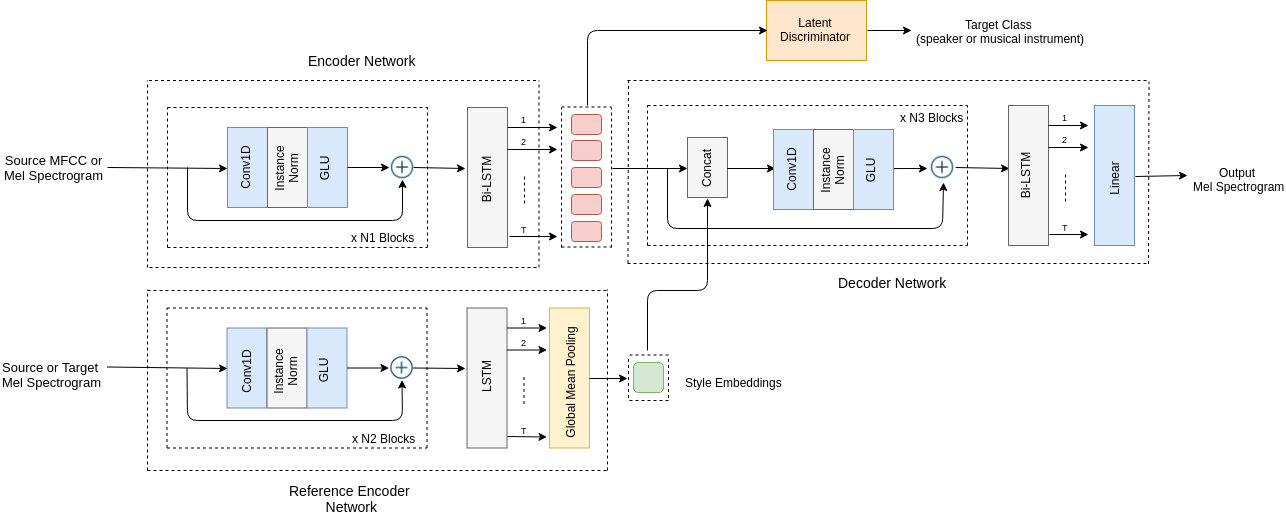 Latent
Discriminator
Target Class
(speaker or musical instrument)
Encoder Network
Source MFCC or
Mel Spectrogram
Conv1D
Instance
Norm
GLU
x N1 Blocks
Bi-LSTM
1
2
T
x N3 Blocks
Concat
Conv1D
Instance
Norm
GLU
Bi-LSTM
1
2
T
Linear
Output
Mel Spectrogram
Decoder Network
Source or Target
Mel Spectrogram
Conv1D
Instance
Norm
GLU
x N2 Blocks
LSTM
1
2
T
Global Mean Pooling
Style Embeddings
Reference Encoder
Network